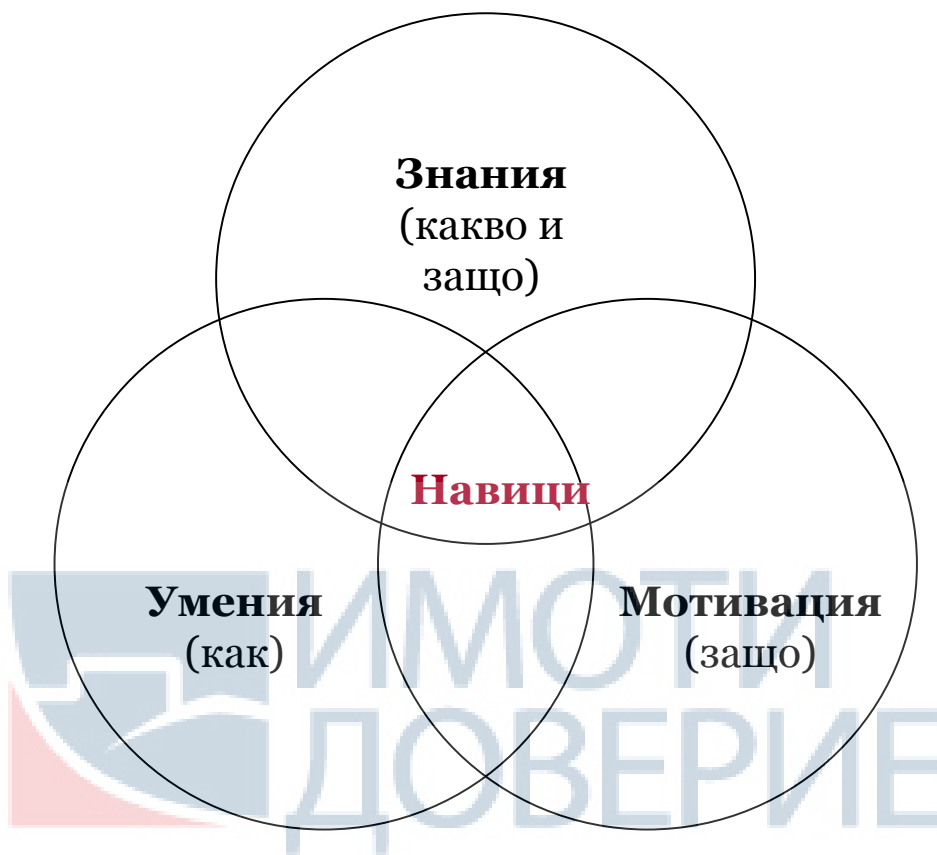 Знания
(какво и
защо)
Навици
Умения
(как)
Мотивация
(защо)
ИМОТИ
ДОВЕРИЕ